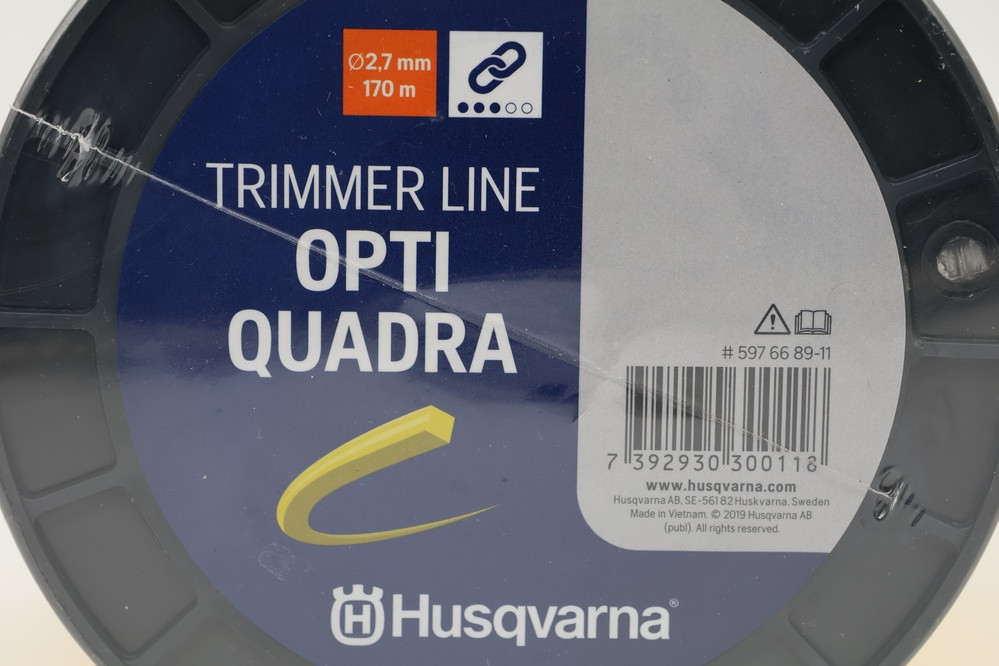 Ø2,7 mm
170 m
TRIMMER LINE
OPTI
QUADRA
# 597 66 89-11
7 392930 300118
www.husqvarna.com
Husqvarna AB, SE-561 82 Huskvarna, Sweden
Made in Vietnam. © 2019 Husqvarna AB
(publ). All rights reserved.
H Husqvarna®